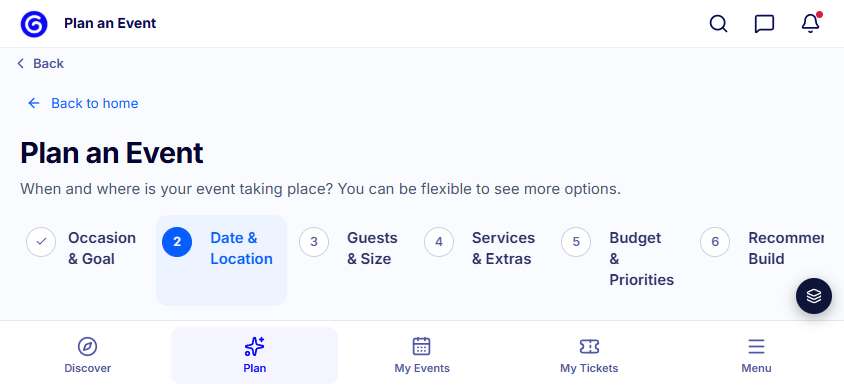 Plan an Event
Back
Back to home
Plan an Event
When and where is your event taking place? You can be flexible to see more options.
Occasion
& Goal
2
Date &
Location
3
Guests
& Size
4
Services
& Extras
5
Budget
&
Priorities
6
Build
Discover
Plan
My Events
My Tickets
Menu